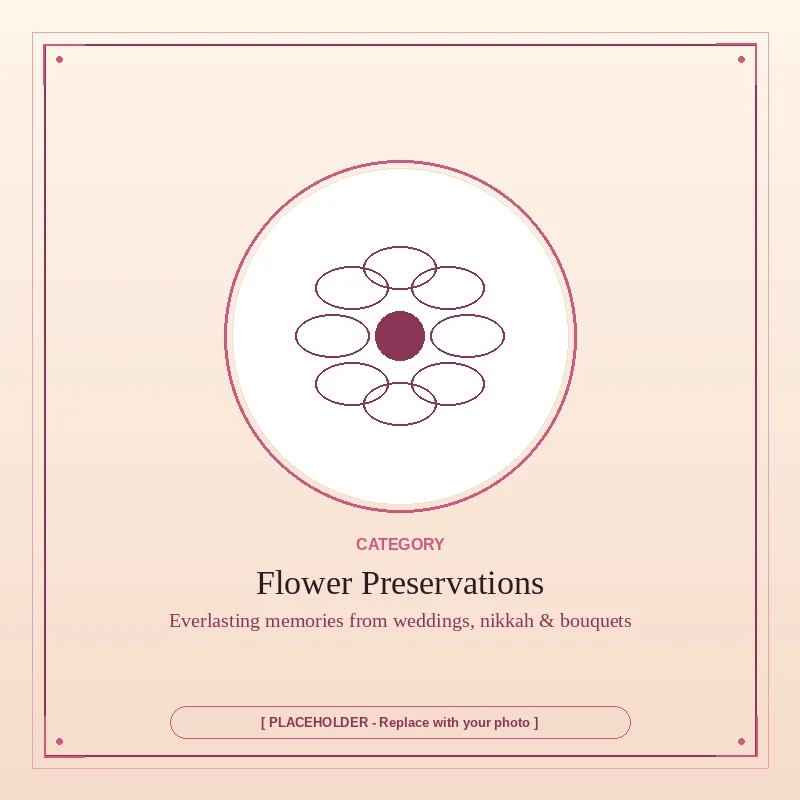 CATEGORY
Flower Preservations
Everlasting memories from weddings, nikkah & bouquets
[ PLACEHOLDER - Replace with your photo ]